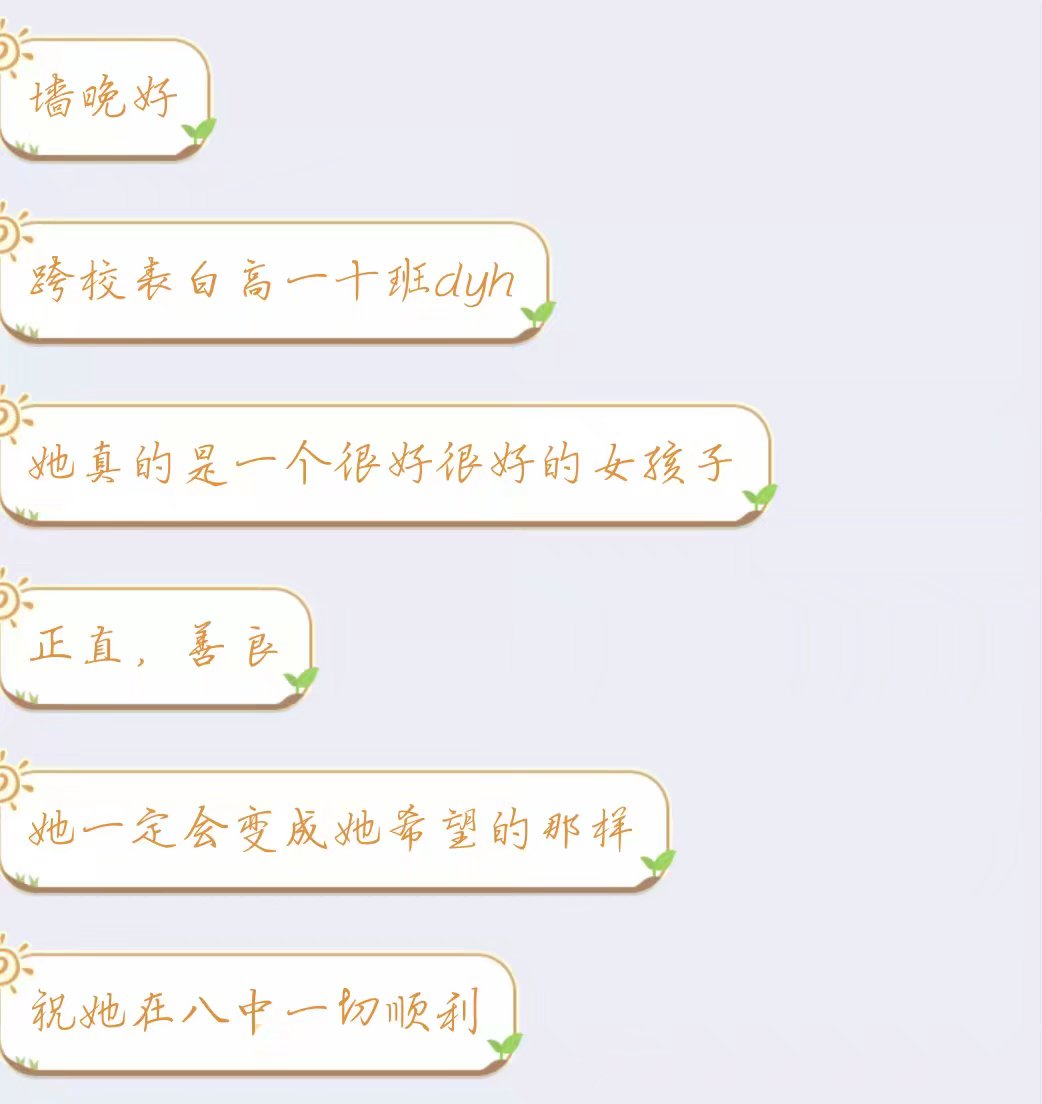 墙晚好
跨校表白高一十班dyh
她真的是一个很好很好的女孩子
正直，善良
她一定会变成她希望的那样
祝她在八中一切顺利